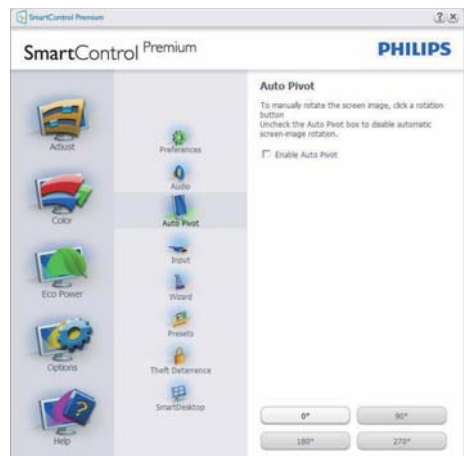 SmartControl Premium
SmartControl Premium
PHILIPS
Adjust
Color
Eco Power
Options
Help
Preferences
Audio
Auto Pivot
Input
Wizard
Presets
Theft Deterrence
SmartDesktop
Auto Pivot
To manually rotate the screen image, click a rotation
button
Uncheck the Auto Pivot box to disable automatic
screen-image rotation.
Enable Auto Pivot
0°
90°
180°
270°